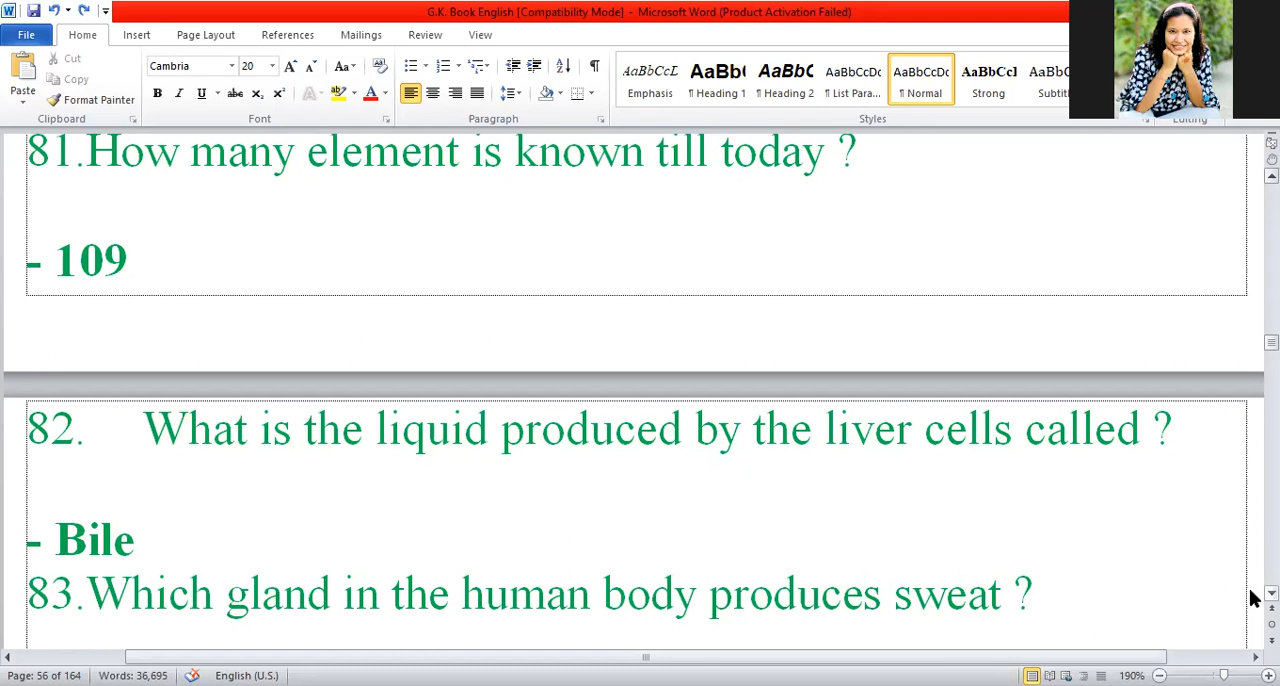 G.K. Book English [Compatibility Mode] - Microsoft Word (Product Activation Failed)
File Home Insert Page Layout References Mailings Review View
Cut
Copy
Paste
Format Painter
Cambria 20
AaBbCcL AaBb( AaBbC AaBbCcDc AaBbCcDc AaBbCcl AaBb(
Emphasis ¶ Heading 1 ¶ Heading 2 ¶ List Para... ¶ Normal Strong
Clipboard Font Paragraph Styles
81.How many element is known till today ?
- 109
82. What is the liquid produced by the liver cells called ?
- Bile
83.Which gland in the human body produces sweat ?
Page: 56 of 164 Words: 36,695 English (U.S.) 190%